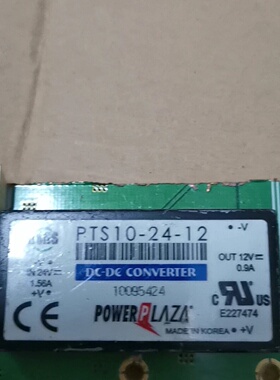 PTS10-24-12
-V
IN 24V
1.56A
+V
DC-DC CONVERTER
10095424
OUT 12V
0.9A
C US
E227474
POWERPLAZA
MADE IN KOREA
+V